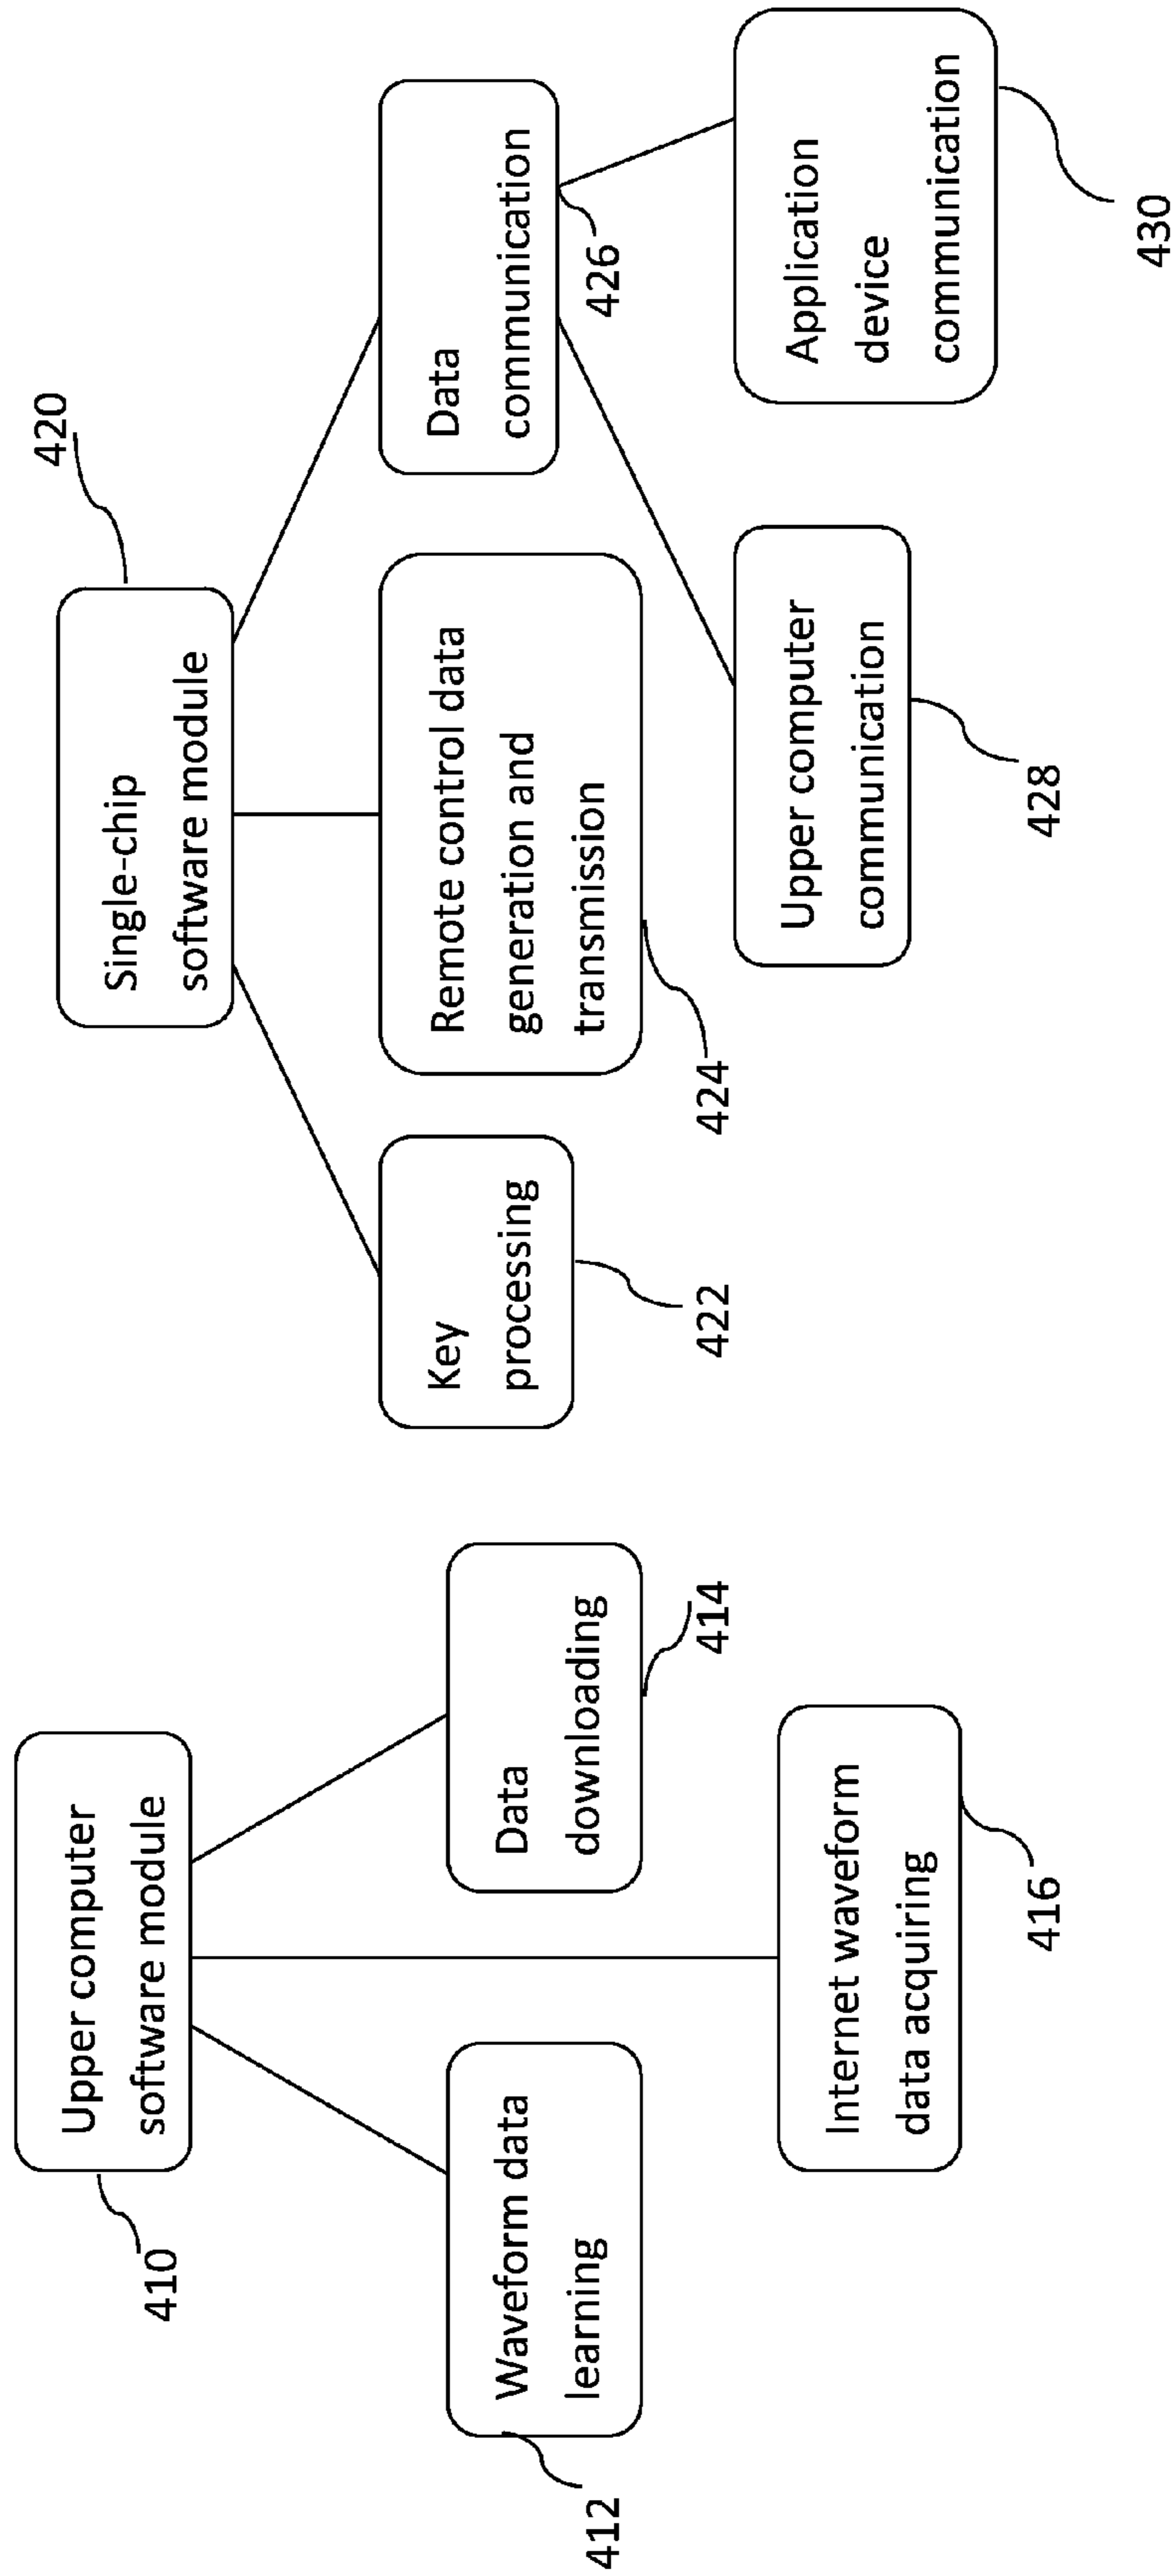 Upper computer
software module
410
Waveform data
learning
412
Data
downloading
414
Internet waveform
data acquiring
416
Single-chip
software module
420
Key
processing
422
Remote control data
generation and
transmission
424
Data
communication
426
Upper computer
communication
428
Application
device
communication
430